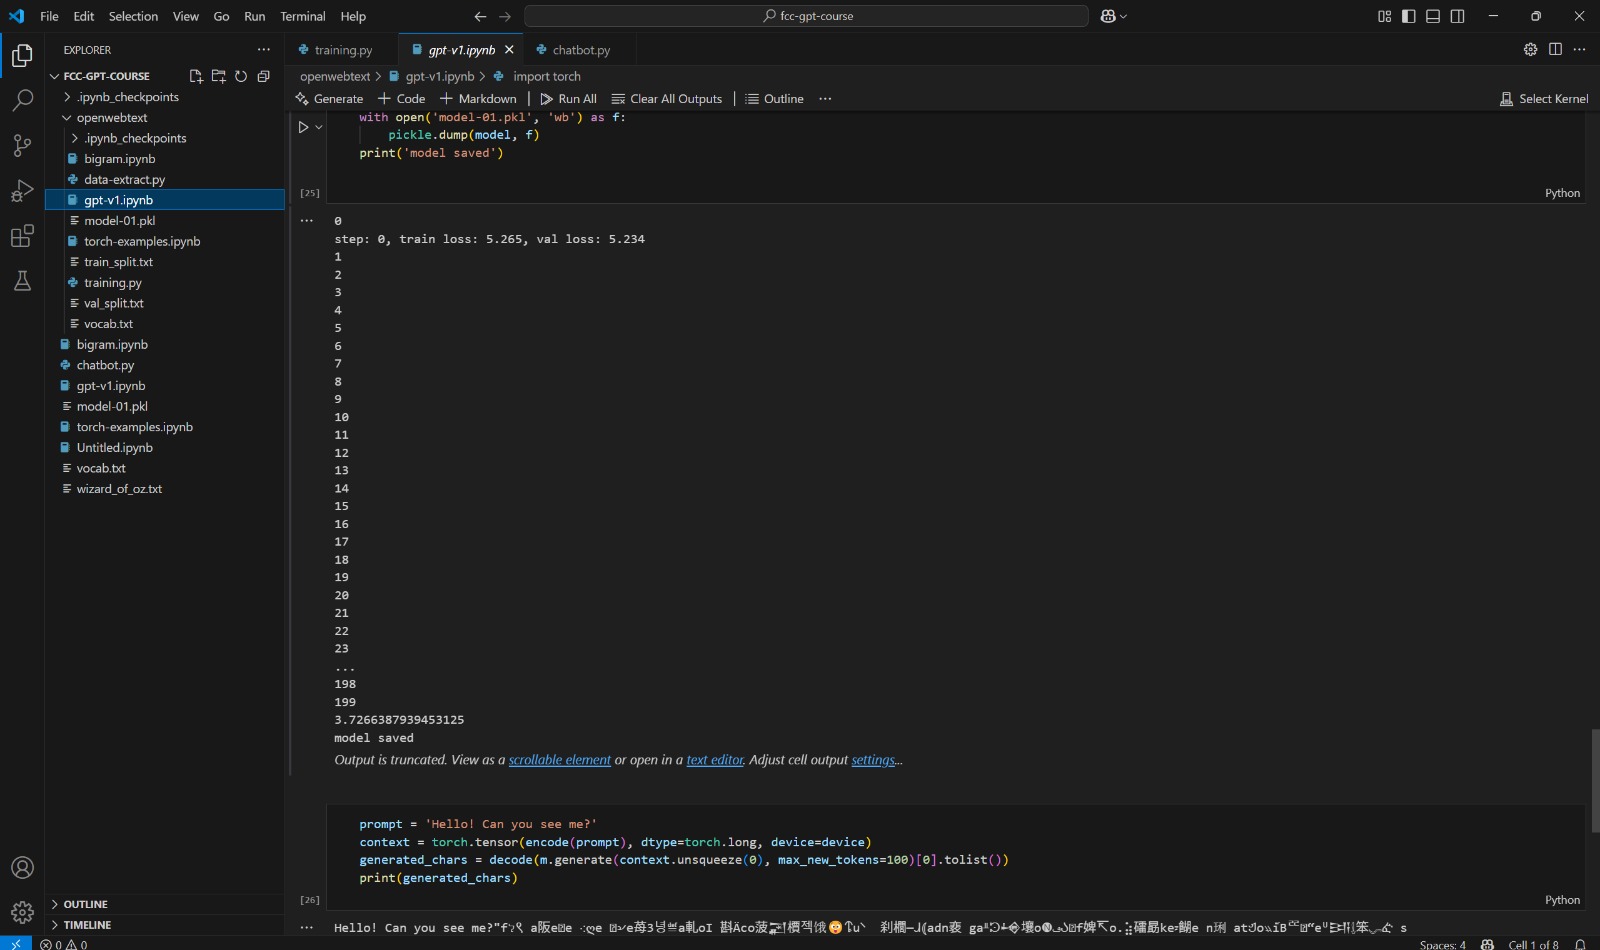 File Edit Selection View Go Run Terminal Help
fcc-gpt-course
EXPLORER
training.py
gpt-v1.ipynb
chatbot.py
FCC-GPT-COURSE
.ipynb_checkpoints
openwebtext
.ipynb_checkpoints
bigram.ipynb
data-extract.py
gpt-v1.ipynb
model-01.pkl
torch-examples.ipynb
train_split.txt
training.py
val_split.txt
vocab.txt
bigram.ipynb
chatbot.py
gpt-v1.ipynb
model-01.pkl
torch-examples.ipynb
Untitled.ipynb
vocab.txt
wizard_of_oz.txt
OUTLINE
TIMELINE
openwebtext > gpt-v1.ipynb > import torch
Generate + Code + Markdown | Run All Clear All Outputs | Outline ... Select Kernel
with open('model-01.pkl', 'wb') as f:
pickle.dump(model, f)
print('model saved')
[25]
Python
0
step: 0, train loss: 5.265, val loss: 5.234
1
2
3
4
5
6
7
8
9
10
11
12
13
14
15
16
17
18
19
20
21
22
23
...
198
199
3.7266387939453125
model saved
Output is truncated. View as a scrollable element or open in a text editor. Adjust cell output settings...
prompt = 'Hello! Can you see me?'
context = torch.tensor(encode(prompt), dtype=torch.long, device=device)
generated_chars = decode(m.generate(context.unsqueeze(0), max_new_tokens=100)[0].tolist())
print(generated_chars)
[26]
Python
Hello! Can you see me?
0 0
Spaces: 4
Cell 1 of 8